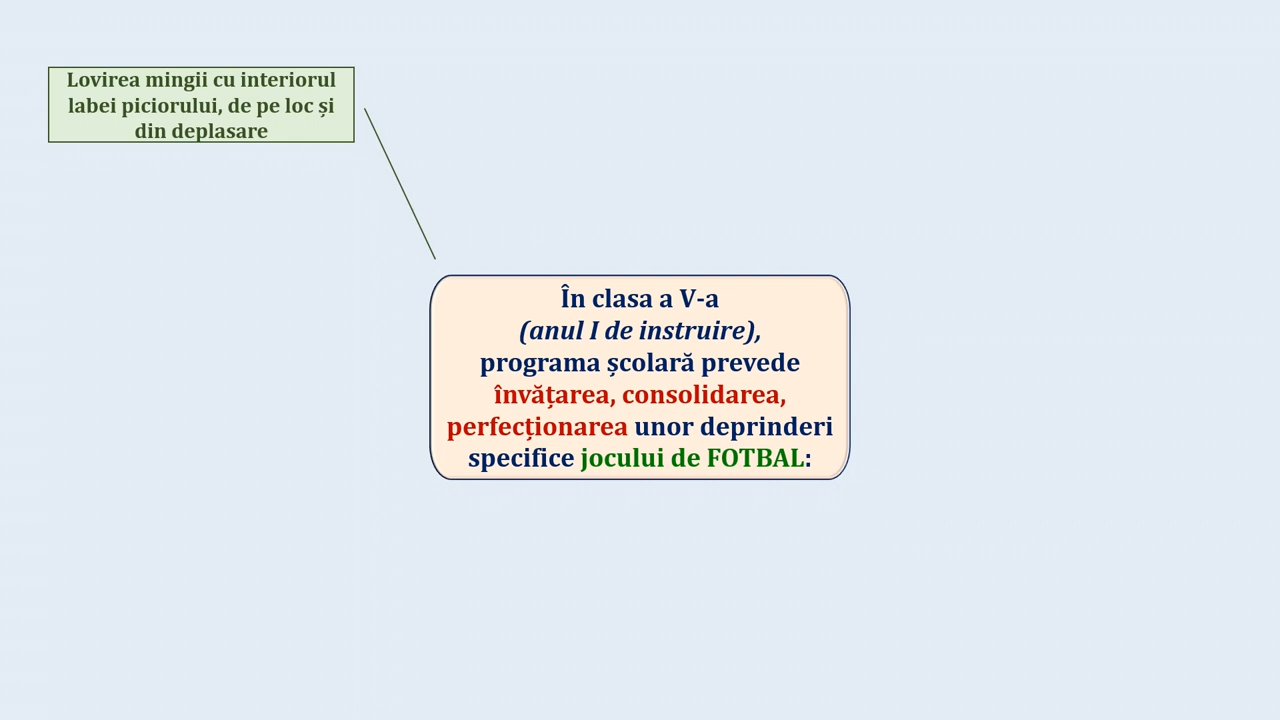 Lovirea mingii cu interiorul
labei piciorului, de pe loc și
din deplasare
În clasa a V-a
(anul I de instruire),
programa școlară prevede
învățarea, consolidarea,
perfecționarea unor deprinderi
specifice jocului de FOTBAL: